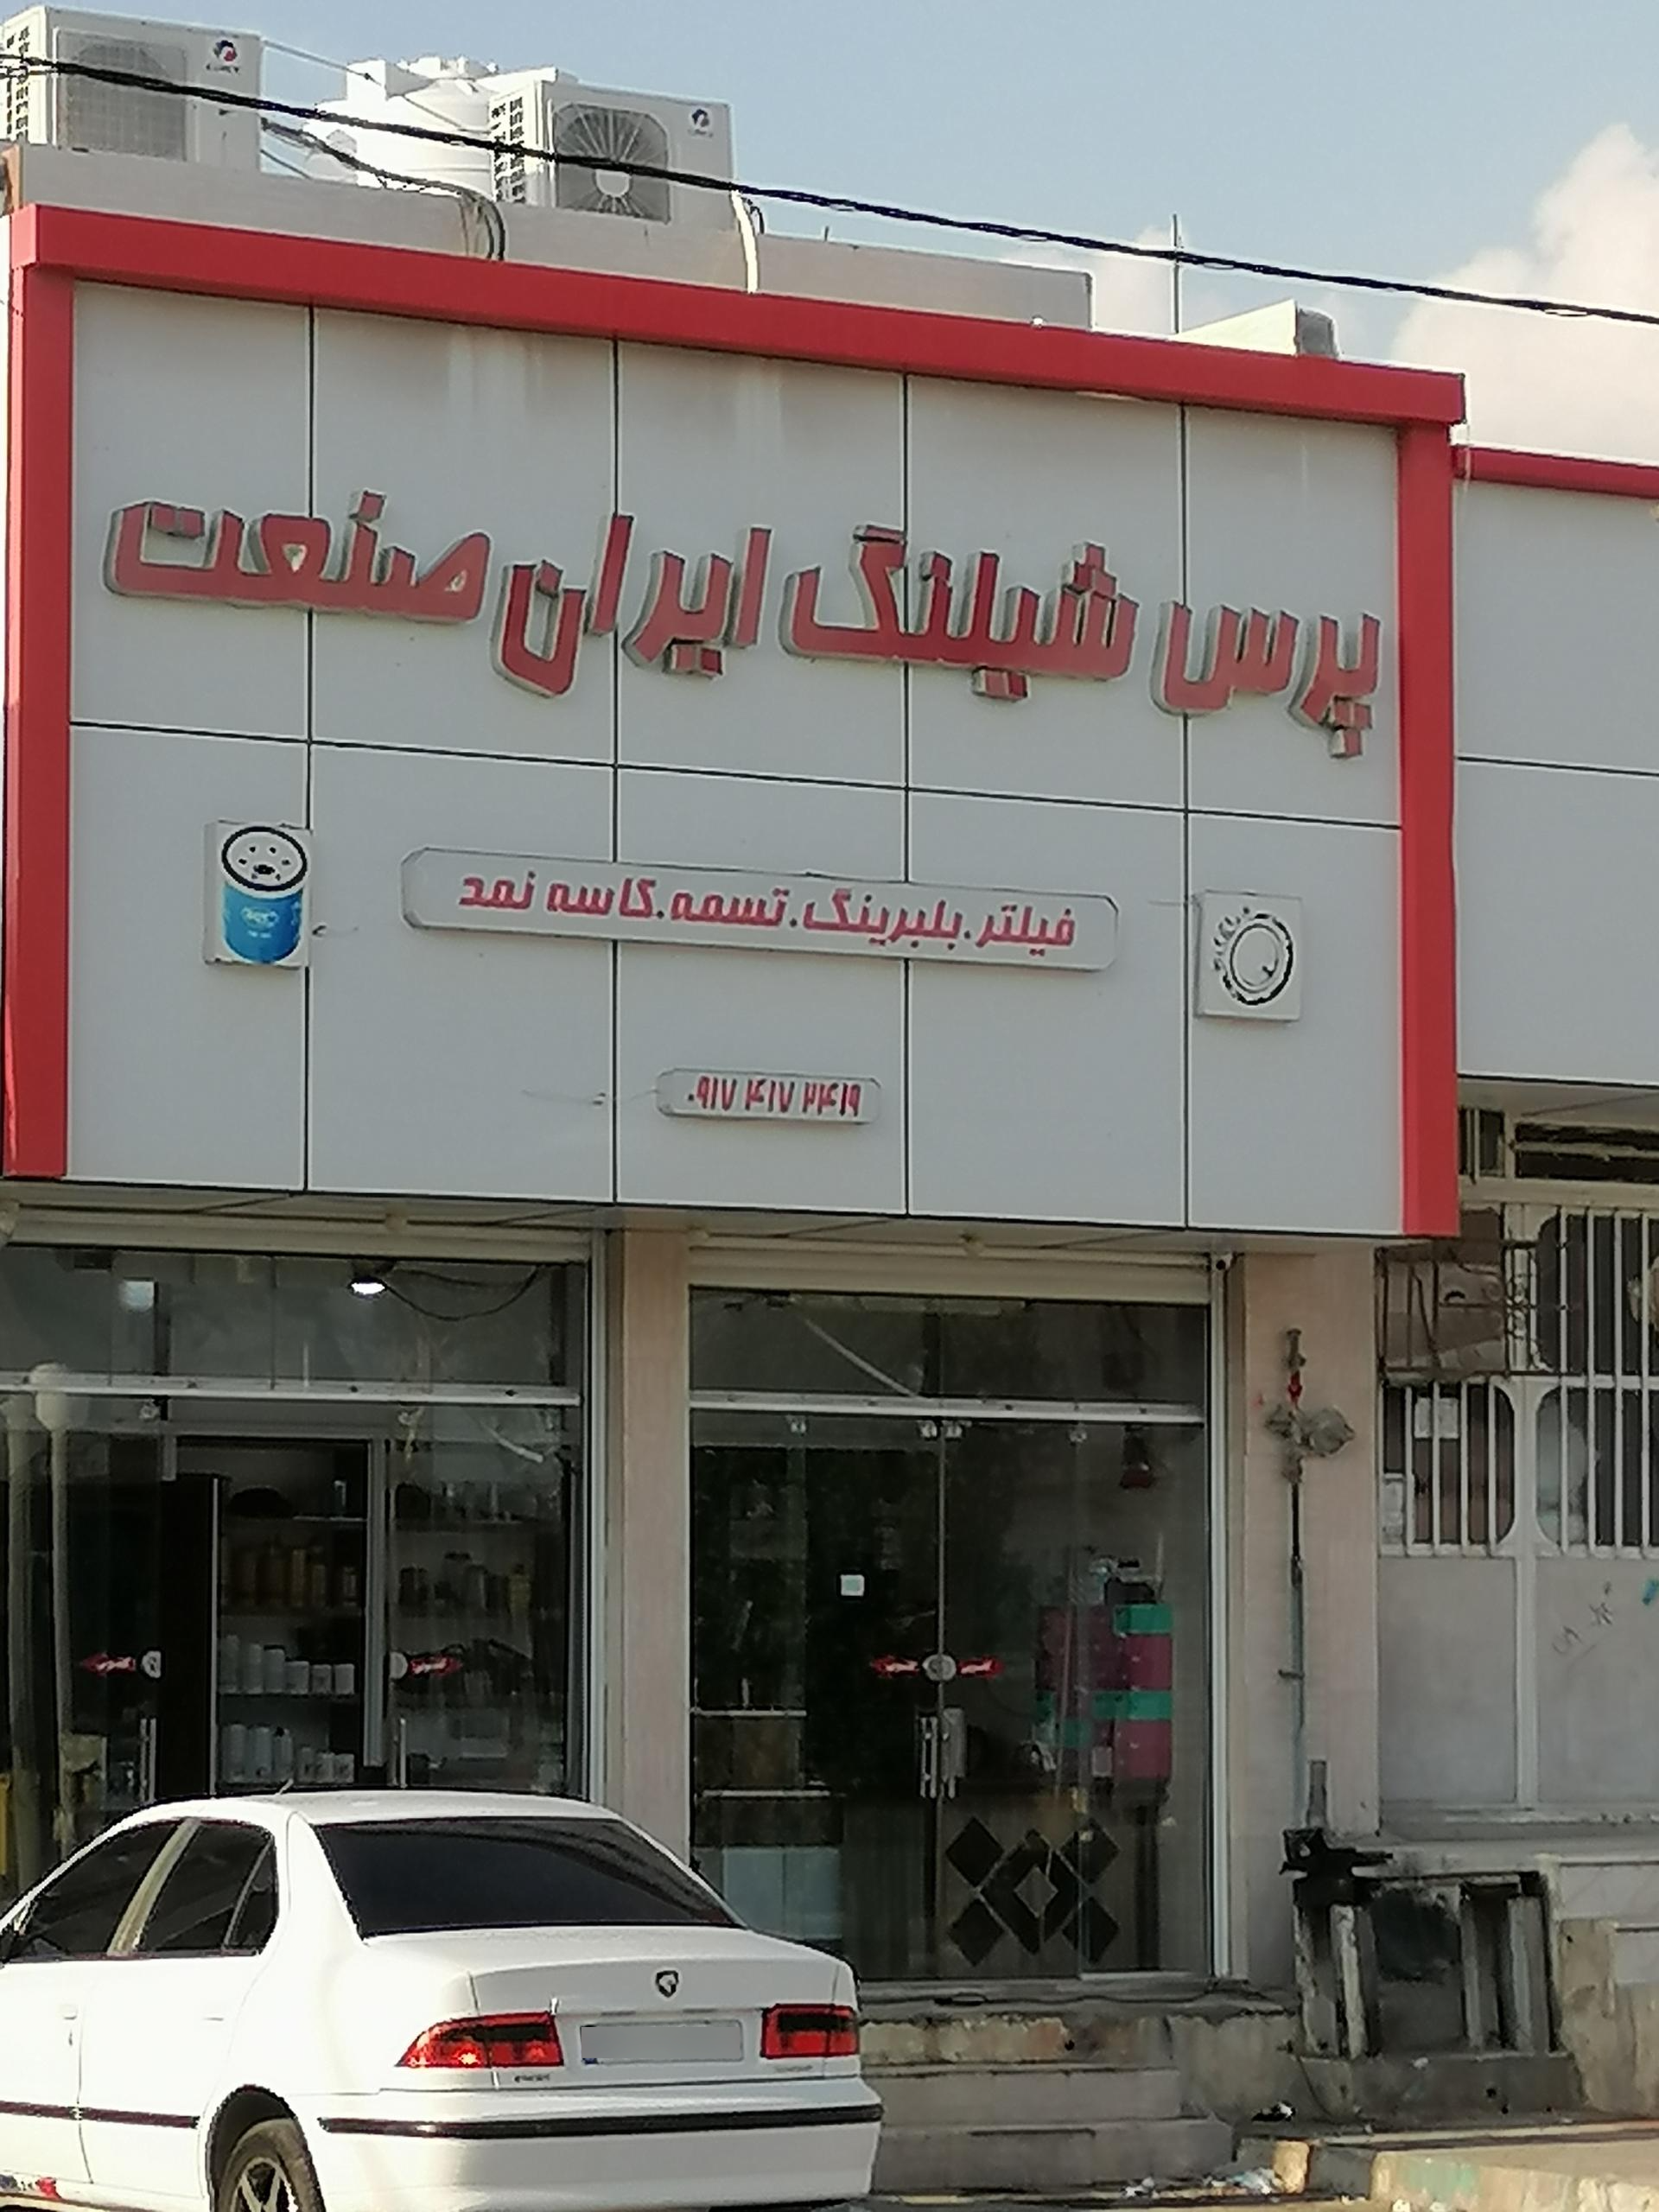 پرس شیلنگ ایران صنعت
فیلتر.بلبرینگ.تسمه.کاسه نمد
۰۹۱۷ ۴۱۷ ۲۴۱۹